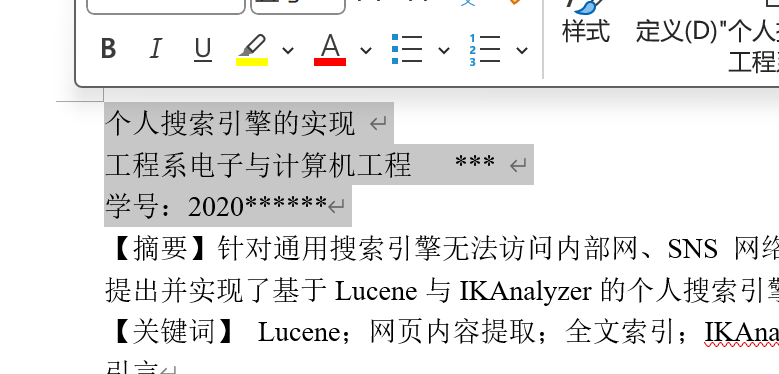 B I U A
样式
定义(D)"个人
工程
个人搜索引擎的实现
工程系电子与计算机工程 ***
学号：2020******
【摘要】针对通用搜索引擎无法访问内部网、SNS 网络
提出并实现了基于 Lucene 与 IKAnalyzer 的个人搜索引擎
【关键词】 Lucene；网页内容提取；全文索引；IKAna
引言